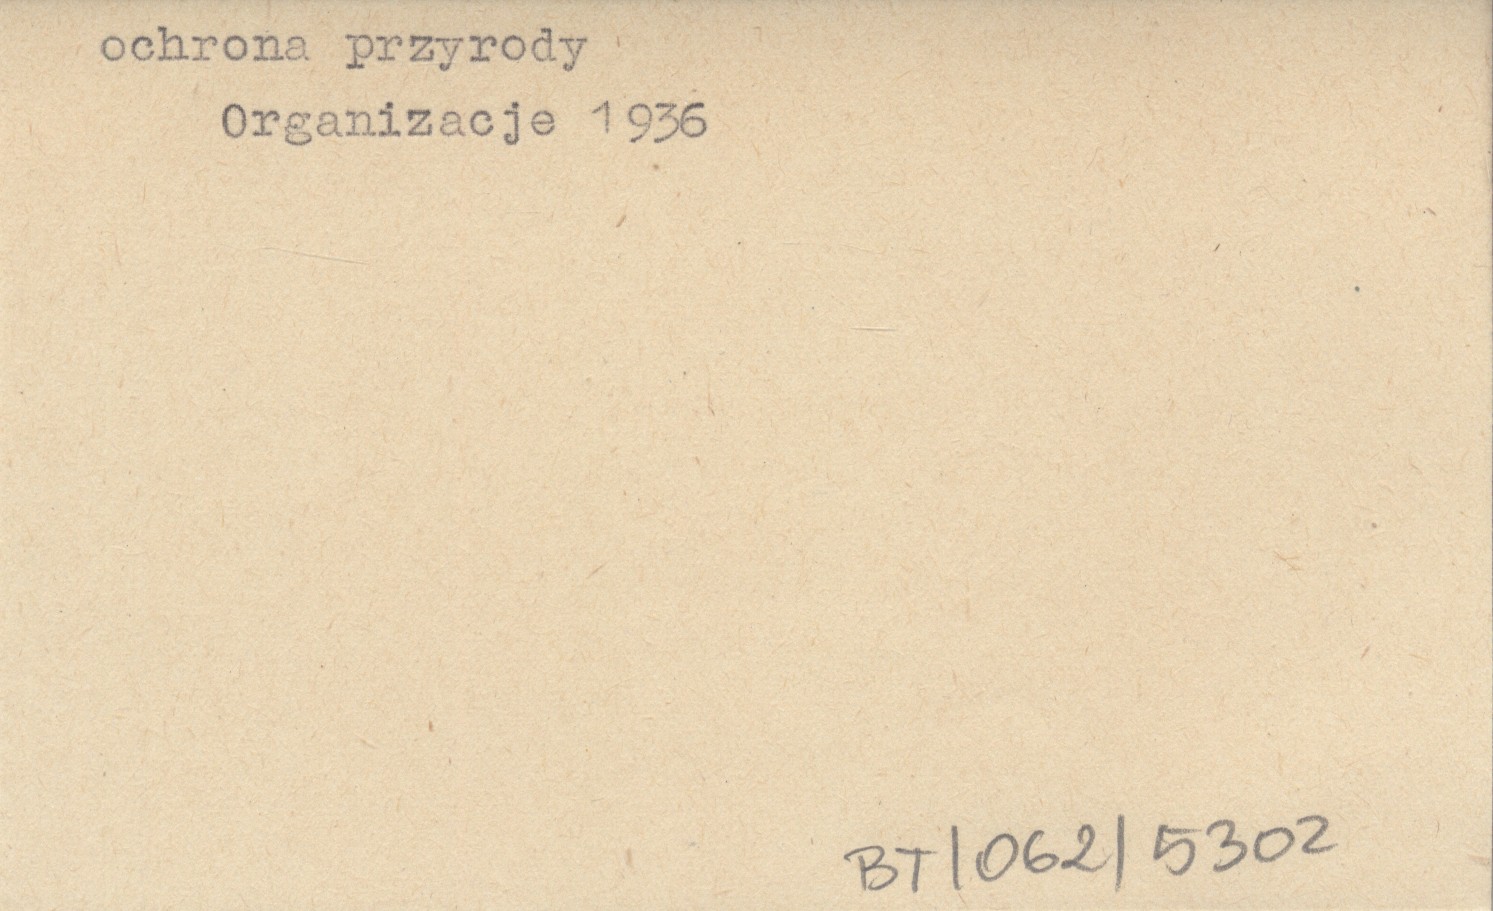 ochrona przyrody
Organizacje 1936
BT/062/5302